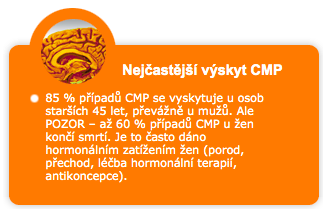 Nejčastější výskyt CMP
85 % případů CMP se vyskytuje u osob
starších 45 let, převážně u mužů. Ale
POZOR – až 60 % případů CMP u žen
končí smrtí. Je to často dáno
hormonálním zatížením žen (porod,
přechod, léčba hormonální terapií,
antikoncepce).